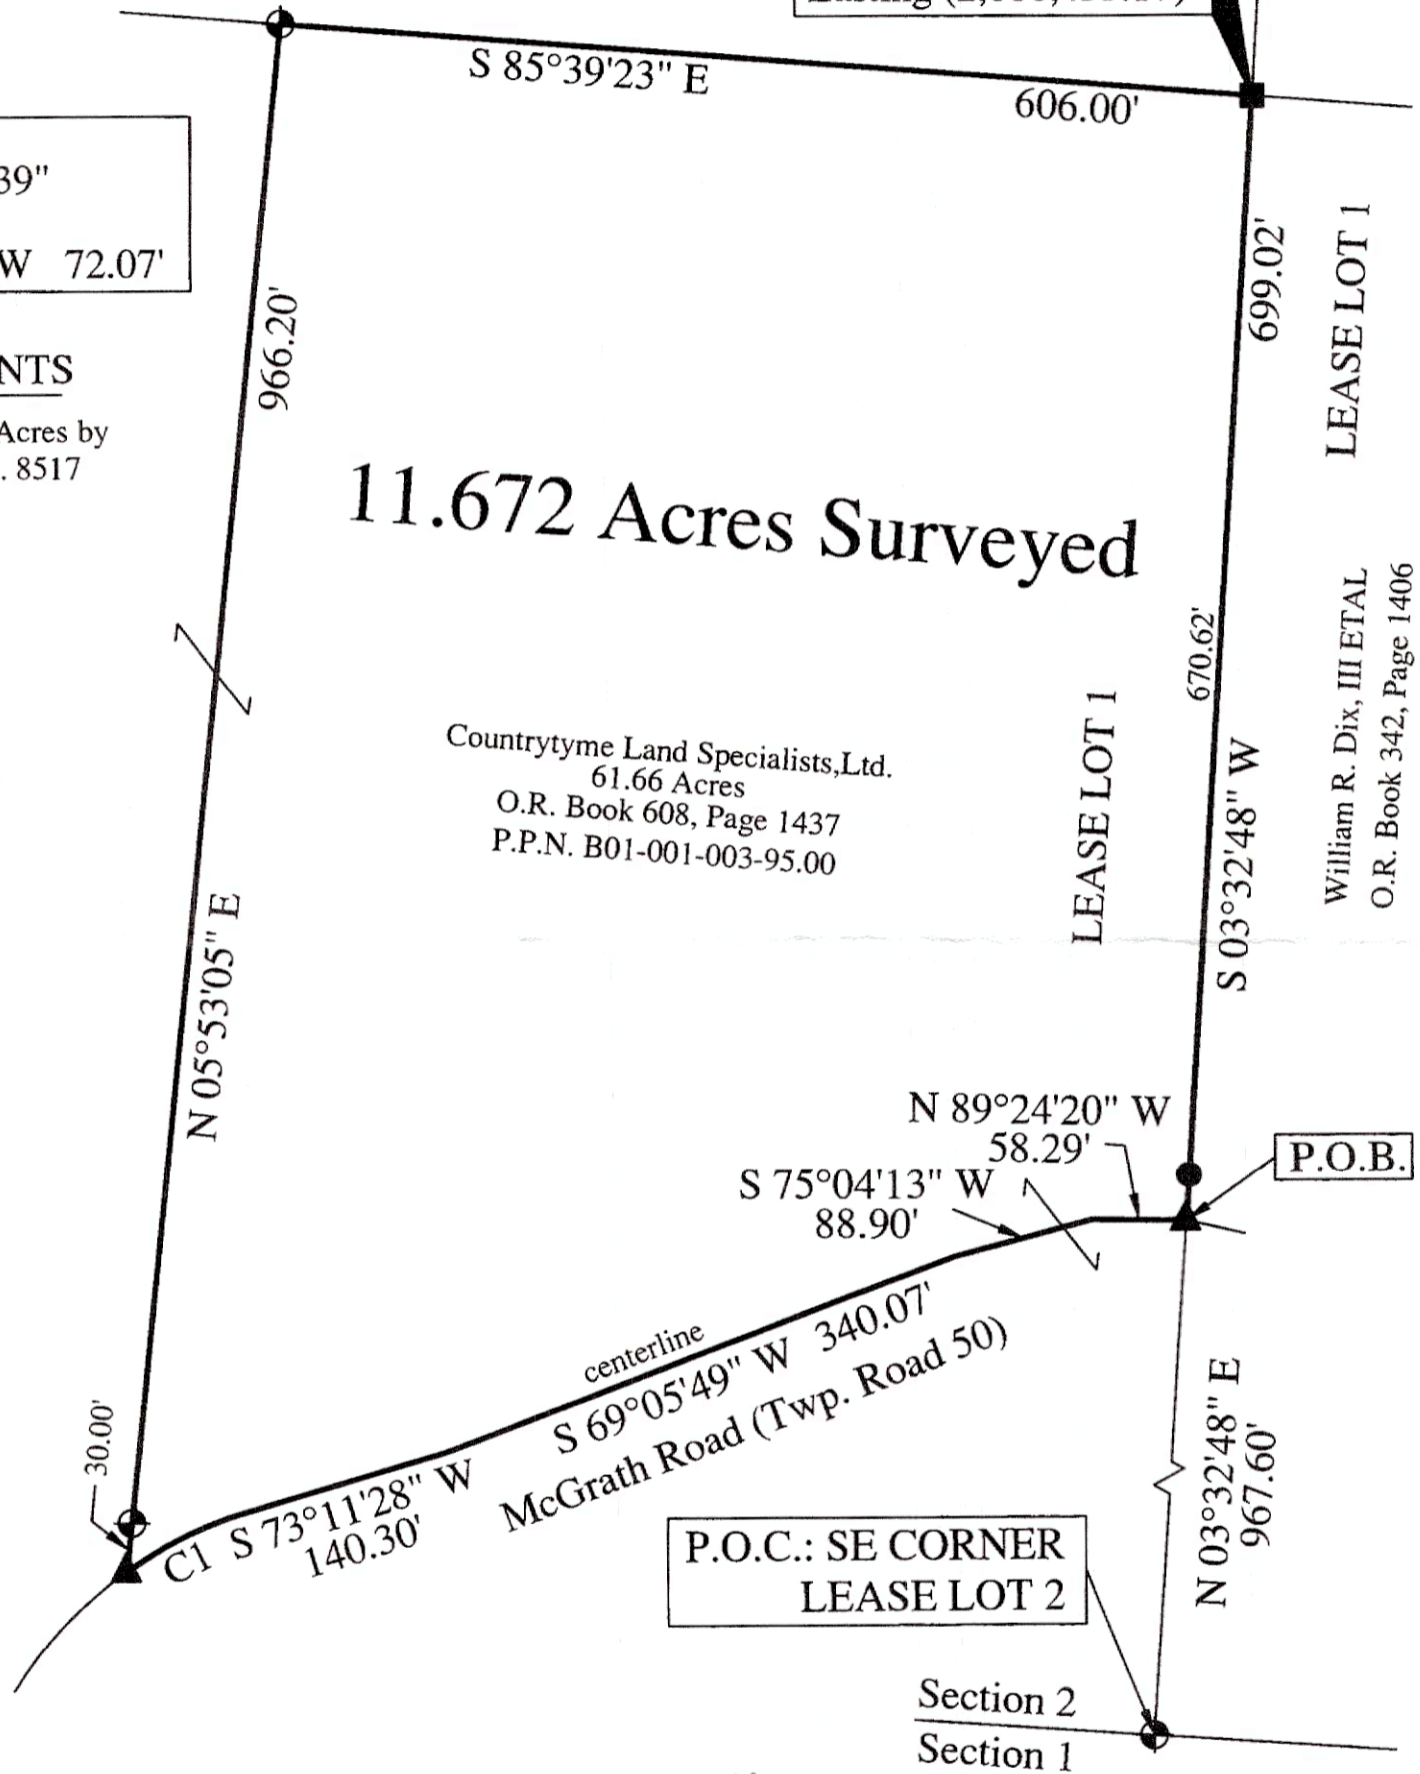 S 85°39'23" E
606.00'
39"
W 72.07'
NTS
Acres by
. 8517
966.20'
N 05°53'05" E
30.00'
699.02'
LEASE LOT 1
11.672 Acres Surveyed
670.62'
S 03°32'48" W
LEASE LOT 1
William R. Dix, III ETAL
O.R. Book 342, Page 1406
Countrytyme Land Specialists,Ltd.
61.66 Acres
O.R. Book 608, Page 1437
P.P.N. B01-001-003-95.00
N 89°24'20" W
58.29'
P.O.B.
S 75°04'13" W
88.90'
centerline
S 69°05'49" W 340.07'
McGrath Road (Twp. Road 50)
C1
S 73°11'28" W
140.30'
N 03°32'48" E
967.60'
P.O.C.: SE CORNER
LEASE LOT 2
Section 2
Section 1